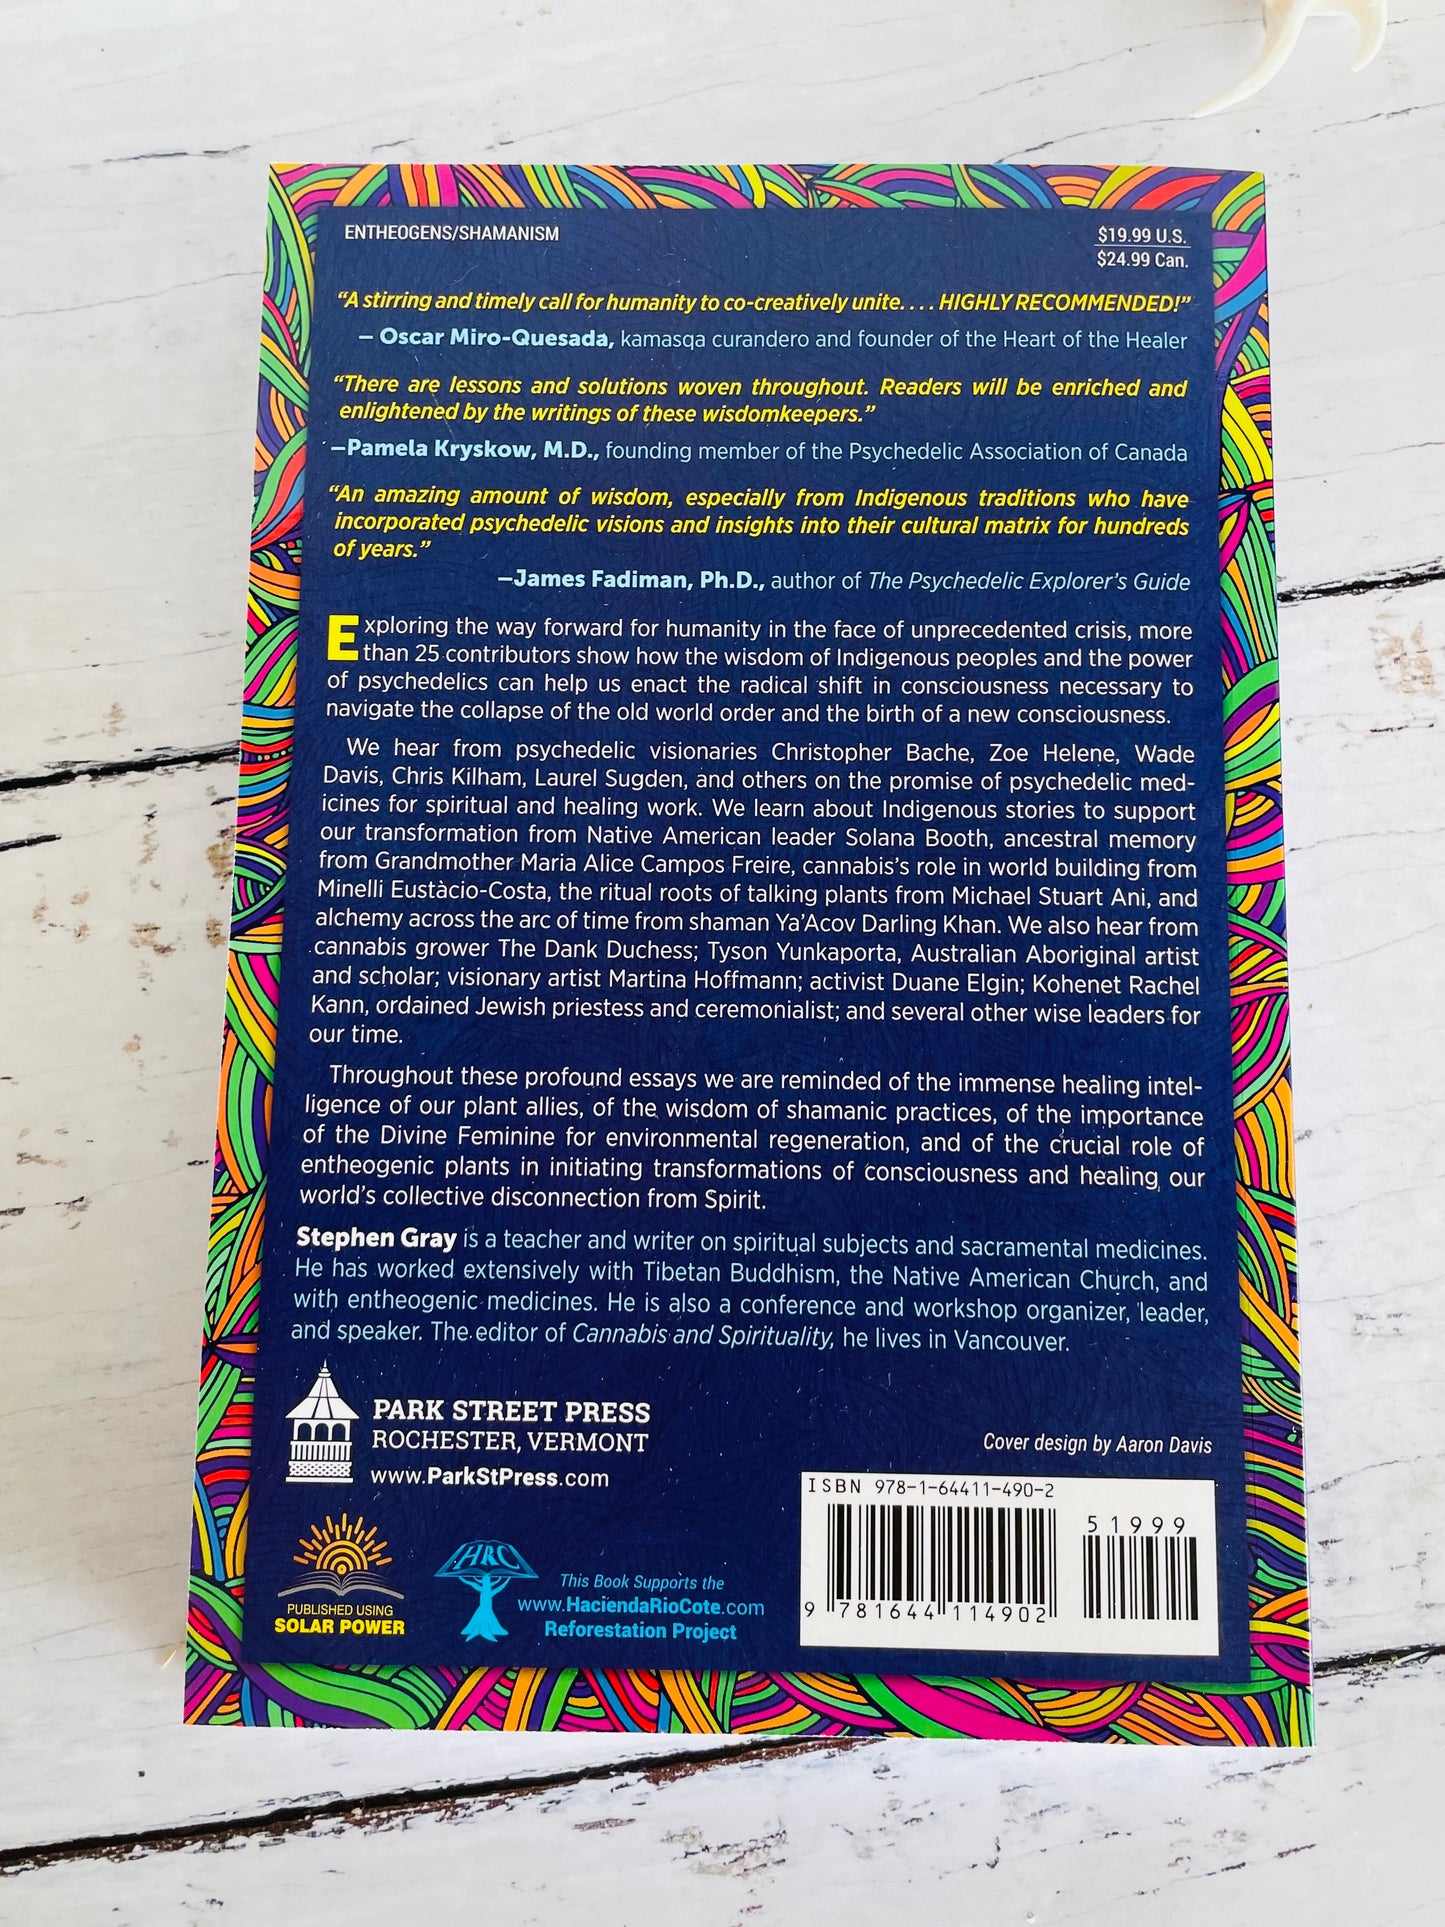 ENTHEOGENS/SHAMANISM
$19.99 U.S.
$24.99 Can.
“A stirring and timely call for humanity to co-creatively unite. . . . HIGHLY RECOMMENDED!”
– Oscar Miro-Quesada, kamasqa curandero and founder of the Heart of the Healer
“There are lessons and solutions woven throughout. Readers will be enriched and
enlightened by the writings of these wisdomkeepers.”
–Pamela Kryskow, M.D., founding member of the Psychedelic Association of Canada
“An amazing amount of wisdom, especially from Indigenous traditions who have
incorporated psychedelic visions and insights into their cultural matrix for hundreds
of years.”
–James Fadiman, Ph.D., author of The Psychedelic Explorer’s Guide
Exploring the way forward for humanity in the face of unprecedented crisis, more
than 25 contributors show how the wisdom of Indigenous peoples and the power
of psychedelics can help us enact the radical shift in consciousness necessary to
navigate the collapse of the old world order and the birth of a new consciousness.
We hear from psychedelic visionaries Christopher Bache, Zoe Helene, Wade
Davis, Chris Kilham, Laurel Sugden, and others on the promise of psychedelic med-
icines for spiritual and healing work. We learn about Indigenous stories to support
our transformation from Native American leader Solana Booth, ancestral memory
from Grandmother Maria Alice Campos Freire, cannabis’s role in world building from
Minelli Eustàcio-Costa, the ritual roots of talking plants from Michael Stuart Ani, and
alchemy across the arc of time from shaman Ya’Acov Darling Khan. We also hear from
cannabis grower The Dank Duchess; Tyson Yunkaporta, Australian Aboriginal artist
and scholar; visionary artist Martina Hoffmann; activist Duane Elgin; Kohenet Rachel
Kann, ordained Jewish priestess and ceremonialist; and several other wise leaders for
our time.
Throughout these profound essays we are reminded of the immense healing intel-
ligence of our plant allies, of the wisdom of shamanic practices, of the importance
of the Divine Feminine for environmental regeneration, and of the crucial role of
entheogenic plants in initiating transformations of consciousness and healing our
world’s collective disconnection from Spirit.
Stephen Gray is a teacher and writer on spiritual subjects and sacramental medicines.
He has worked extensively with Tibetan Buddhism, the Native American Church, and
with entheogenic medicines. He is also a conference and workshop organizer, leader,
and speaker. The editor of Cannabis and Spirituality, he lives in Vancouver.
PARK STREET PRESS
ROCHESTER, VERMONT
www.ParkStPress.com
Cover design by Aaron Davis
PUBLISHED USING
SOLAR POWER
HRC
This Book Supports the
www.HaciendaRioCote.com
Reforestation Project
ISBN 978-1-64411-490-2
51999
9 781644 114902